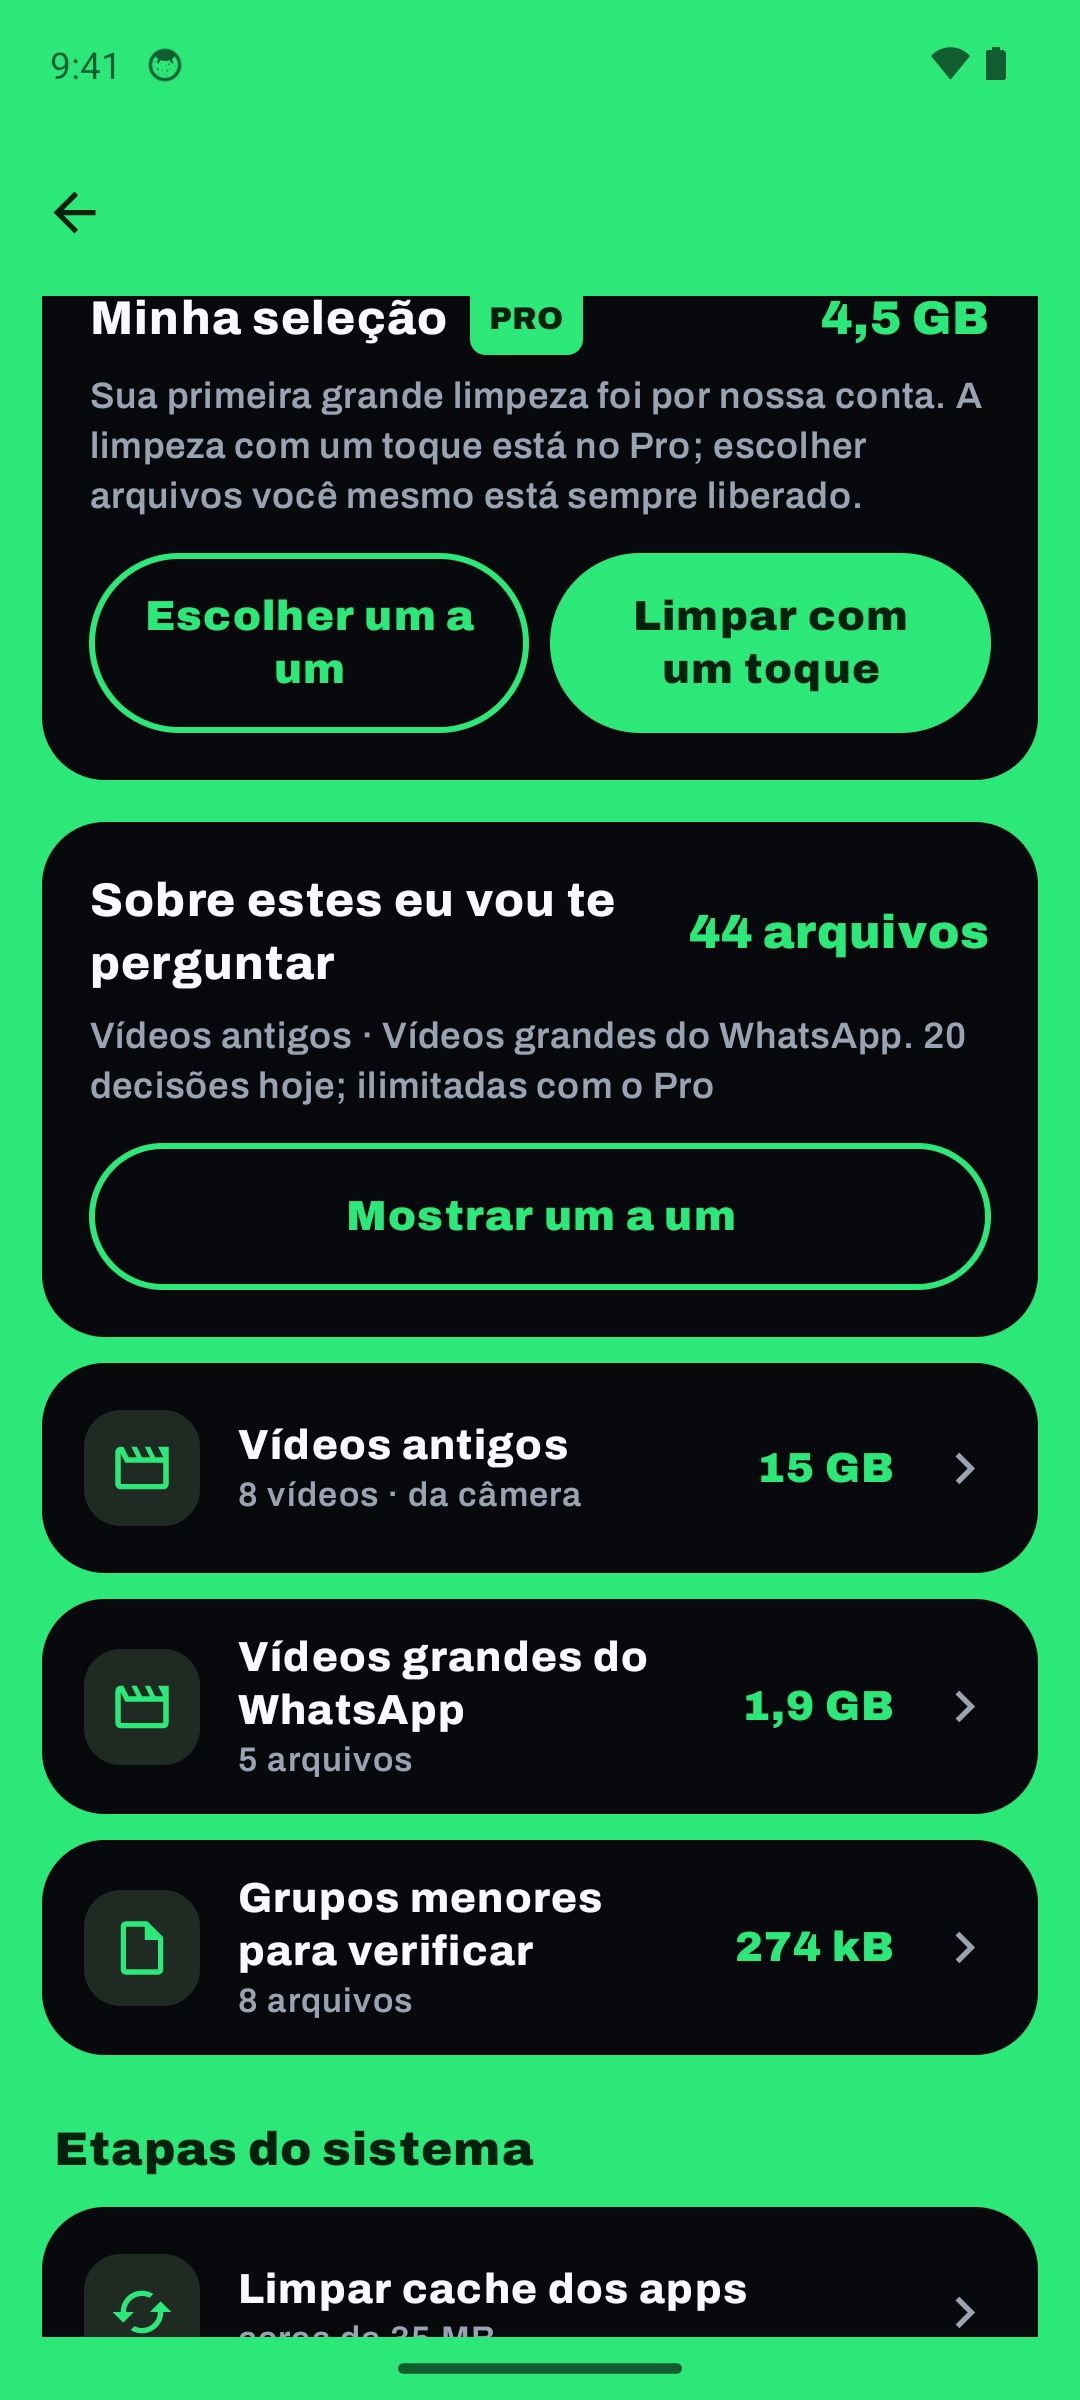 9:41
Minha seleção PRO 4,5 GB
Sua primeira grande limpeza foi por nossa conta. A
limpeza com um toque está no Pro; escolher
arquivos você mesmo está sempre liberado.
Escolher um a
um
Limpar com
um toque
Sobre estes eu vou te
perguntar
44 arquivos
Vídeos antigos · Vídeos grandes do WhatsApp. 20
decisões hoje; ilimitadas com o Pro
Mostrar um a um
Vídeos antigos
8 vídeos · da câmera
15 GB
Vídeos grandes do
WhatsApp
5 arquivos
1,9 GB
Grupos menores
para verificar
8 arquivos
274 kB
Etapas do sistema
Limpar cache dos apps
cerca de 35 MB